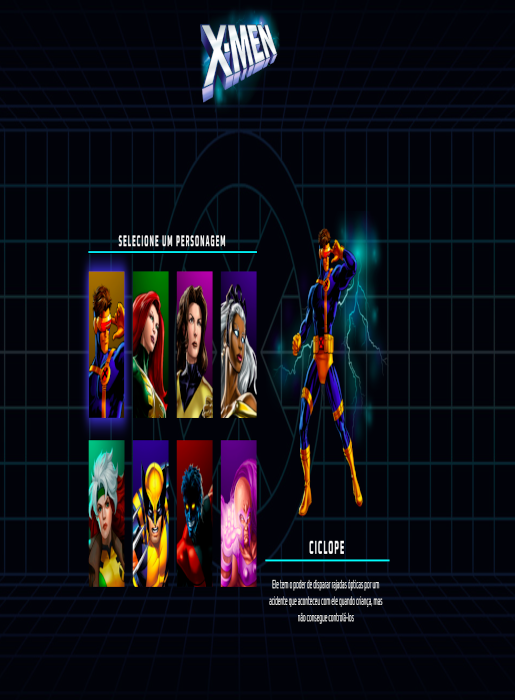 X-MEN
SELECIONE UM PERSONAGEM
CICLOPE
Ele tem o poder de disparar rajadas ópticas por um
acidente que aconteceu com ele quando criança, mas
não consegue controlá-los